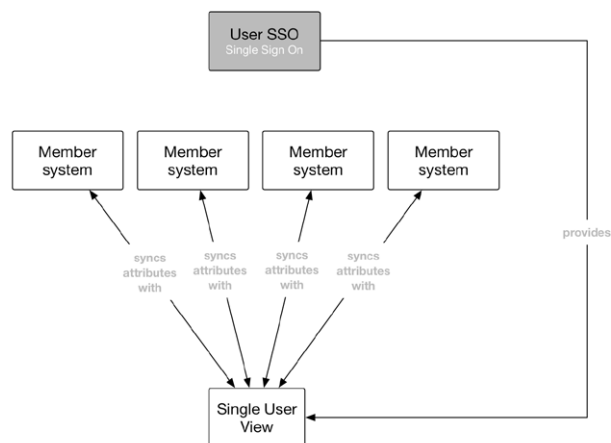 User SSO
Single Sign On
Member
system
Member
system
Member
system
Member
system
provides
syncs
attributes
with
syncs
attributes
with
syncs
attributes
with
syncs
attributes
with
Single User
View